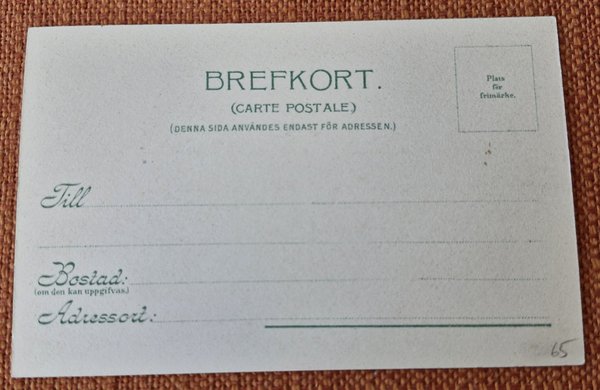 BREFKORT.
(CARTE POSTALE.)
(DENNA SIDA ANVÄNDES ENDAST FÖR ADRESSEN.)
Plats
för
frimärke.
Till
Bostad:
(om den kan uppgifvas.)
Adressort:
65